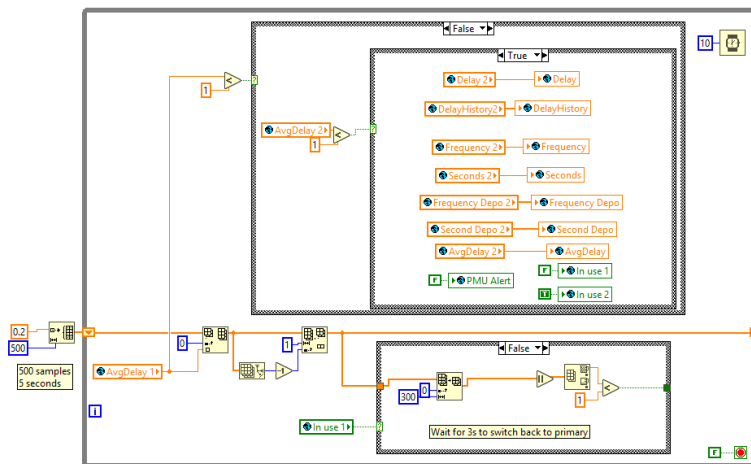 False
10
True
Delay 2
Delay
1
DelayHistory2
DelayHistory
AvgDelay 2
1
Frequency 2
Frequency
Seconds 2
Seconds
Frequency Depo 2
Frequency Depo
Second Depo 2
Second Depo
AvgDelay 2
AvgDelay
F
In use 1
F
PMU Alert
T
In use 2
0.2
500
0
1
-1
False
500 samples
5 seconds
AvgDelay 1
0
300
1
i
In use 1
Wait for 3s to switch back to primary
F